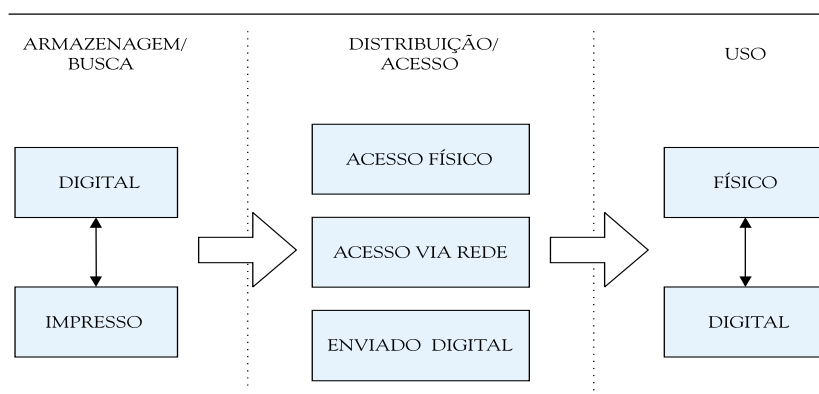 ARMAZENAGEM/
BUSCA
DISTRIBUIÇÃO/
ACESSO
USO
DIGITAL
IMPRESSO
ACESSO FÍSICO
ACESSO VIA REDE
ENVIADO DIGITAL
FÍSICO
DIGITAL